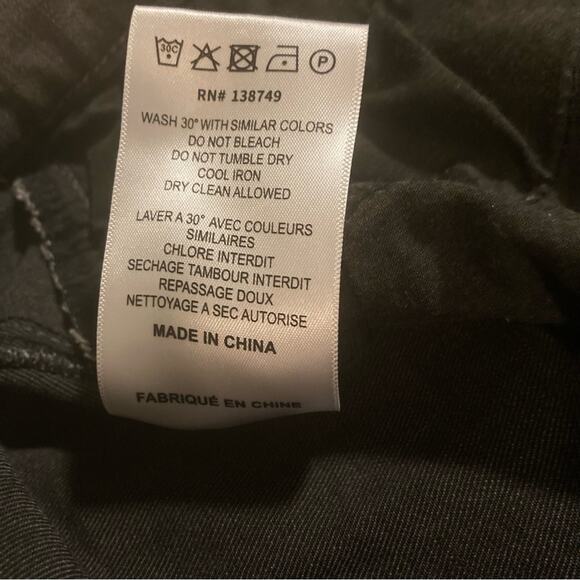 30C
P
RN# 138749
WASH 30° WITH SIMILAR COLORS
DO NOT BLEACH
DO NOT TUMBLE DRY
COOL IRON
DRY CLEAN ALLOWED
LAVER A 30° AVEC COULEURS
SIMILAIRES
CHLORE INTERDIT
SECHAGE TAMBOUR INTERDIT
REPASSAGE DOUX
NETTOYAGE A SEC AUTORISE
MADE IN CHINA
FABRIQUÉ EN CHINE